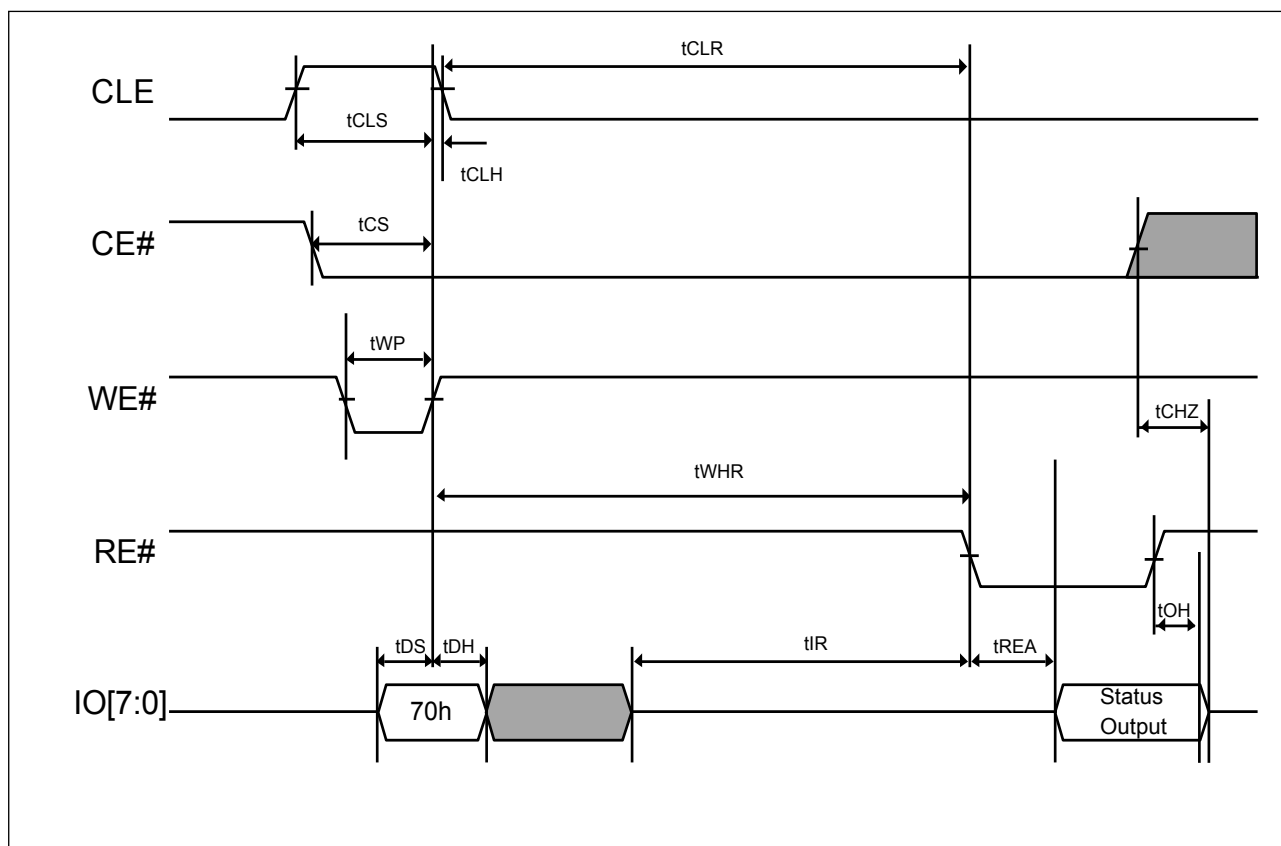 tCLR
CLE
tCLS
tCLH
tCS
CE#
tWP
WE#
tCHZ
tWHR
RE#
tOH
tDS
tDH
tIR
tREA
IO[7:0]
70h
Status
Output